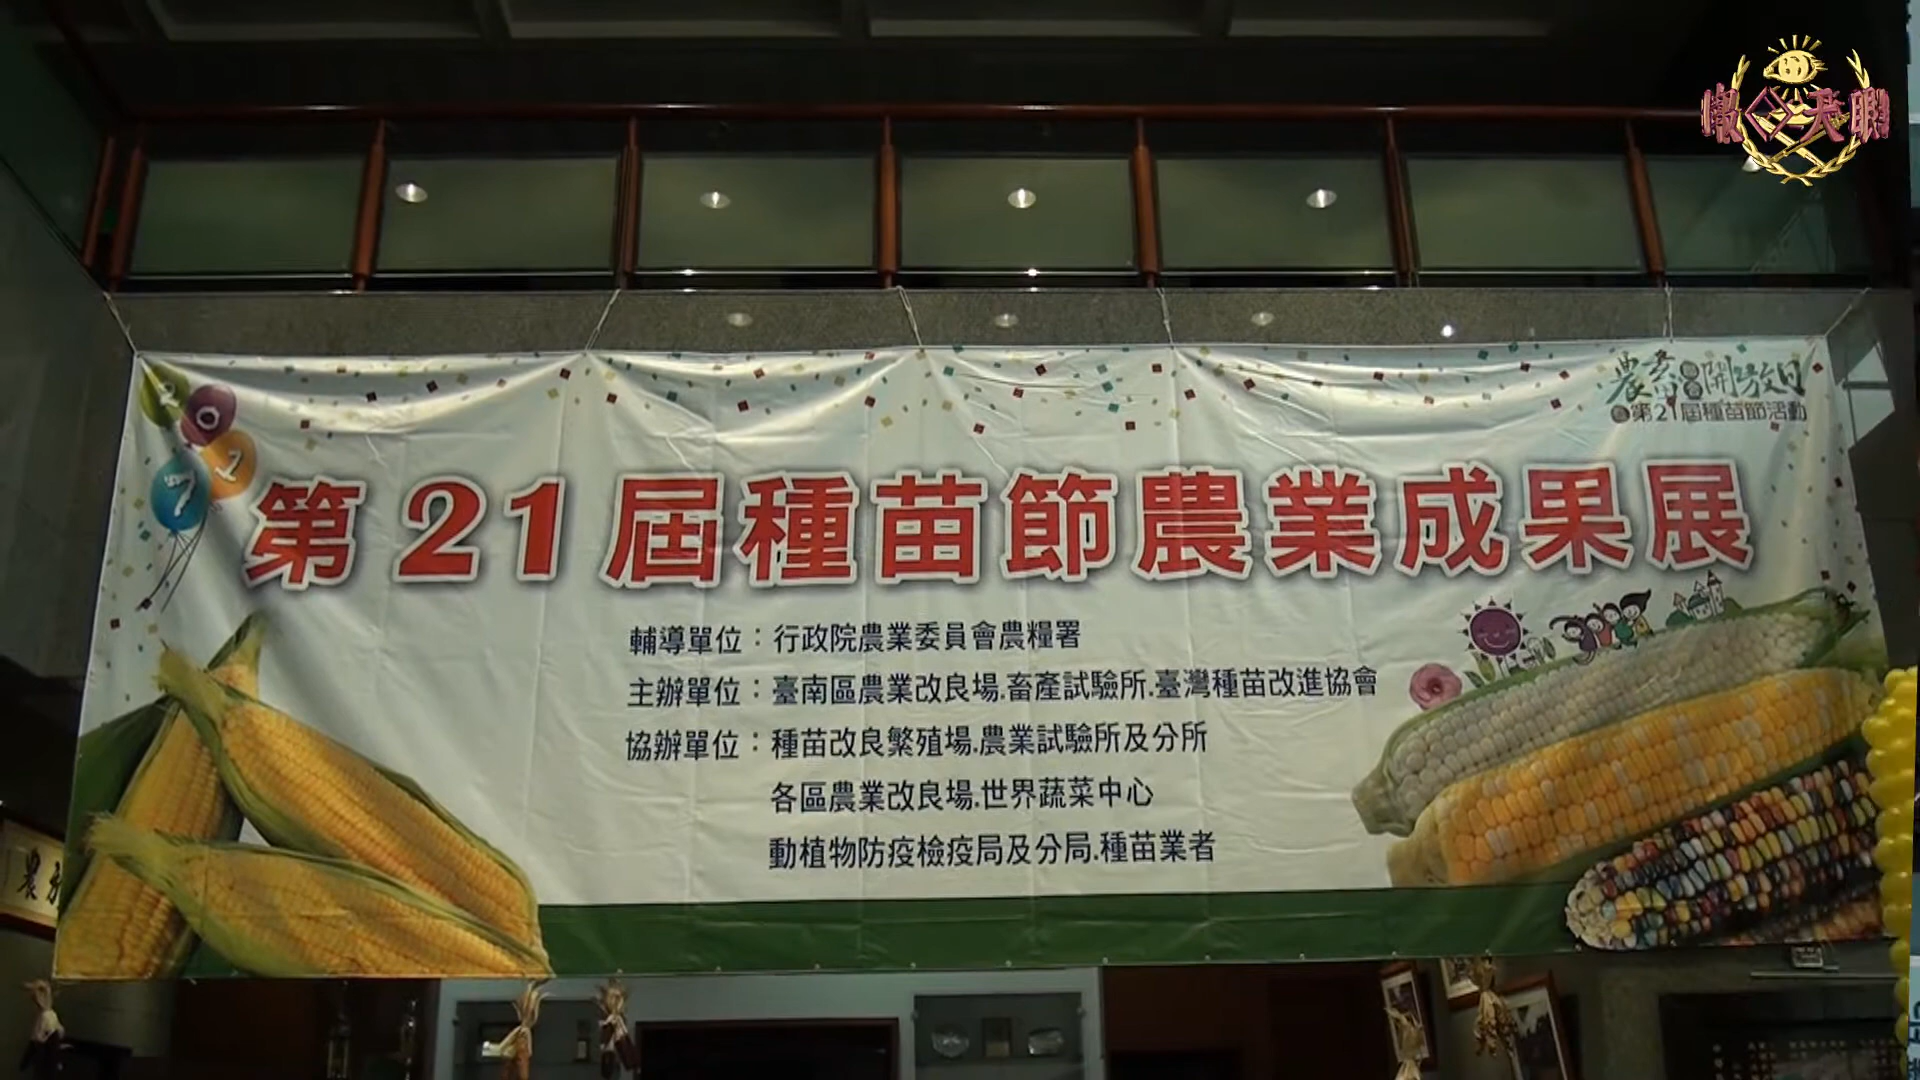 2017
農業
開放日
第21屆種苗節活動
第21屆種苗節農業成果展
輔導單位：行政院農業委員會農糧署
主辦單位：臺南區農業改良場.畜產試驗所.臺灣種苗改進協會
協辦單位：種苗改良繁殖場.農業試驗所及分所
各區農業改良場.世界蔬菜中心
動植物防疫檢疫局及分局.種苗業者